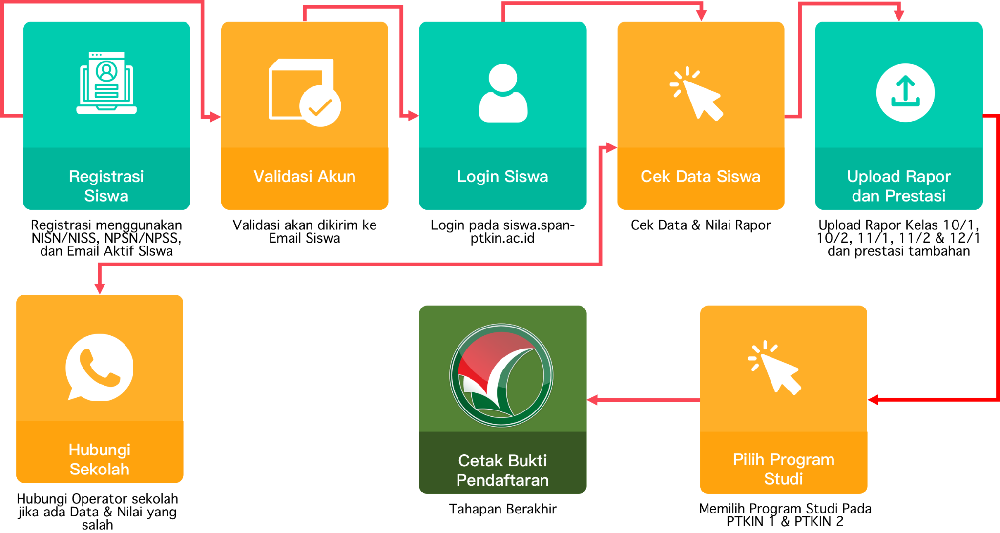 Registrasi
Siswa
Registrasi menggunakan
NISN/NISS, NPSN/NPSS,
dan Email Aktif SIswa
Validasi Akun
Validasi akan dikirim ke
Email Siswa
Login Siswa
Login pada siswa.span-
ptkin.ac.id
Cek Data Siswa
Cek Data & Nilai Rapor
Upload Rapor
dan Prestasi
Upload Rapor Kelas 10/1,
10/2, 11/1, 11/2 & 12/1
dan prestasi tambahan
Hubungi
Sekolah
Hubungi Operator sekolah
jika ada Data & Nilai yang
salah
Cetak Bukti
Pendaftaran
Tahapan Berakhir
Pilih Program
Studi
Memilih Program Studi Pada
PTKIN 1 & PTKIN 2